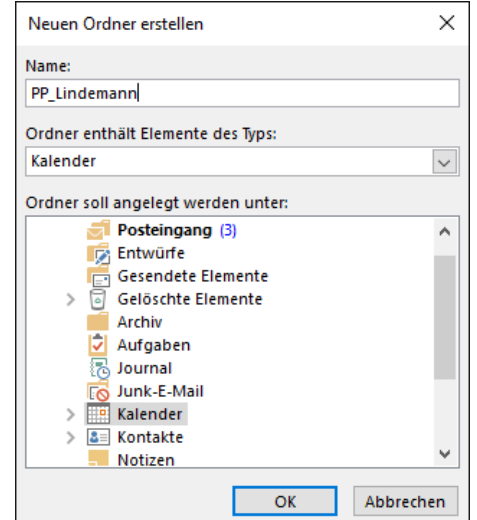 Neuen Ordner erstellen
Name:
PP_Lindemann
Ordner enthält Elemente des Typs:
Kalender
Ordner soll angelegt werden unter:
Posteingang (3)
Entwürfe
Gesendete Elemente
Gelöschte Elemente
Archiv
Aufgaben
Journal
Junk-E-Mail
Kalender
Kontakte
Notizen
OK Abbrechen